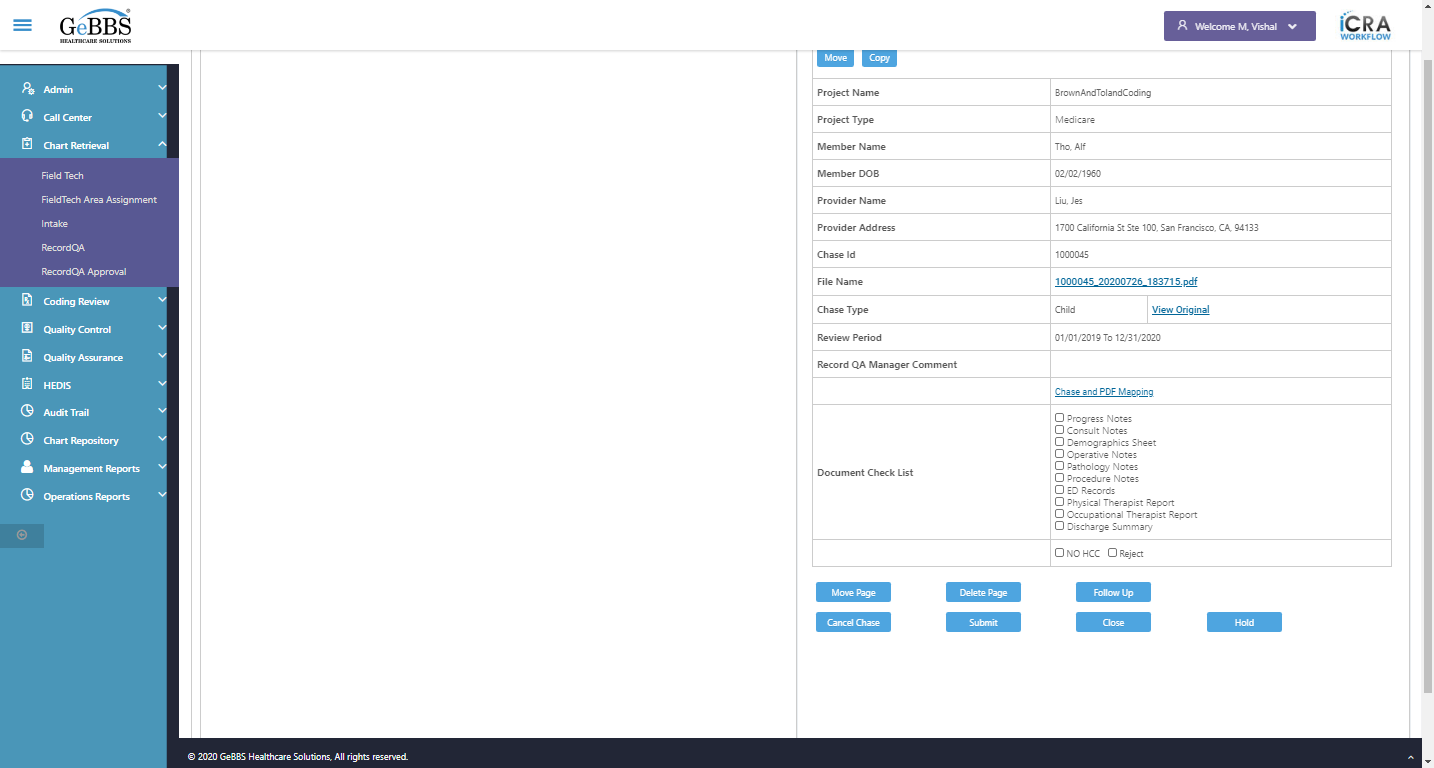 GeBBS
HEALTHCARE SOLUTIONS
Welcome M, Vishal
iCRA
WORKFLOW
Admin
Call Center
Chart Retrieval
Field Tech
FieldTech Area Assignment
Intake
RecordQA
RecordQA Approval
Coding Review
Quality Control
Quality Assurance
HEDIS
Audit Trail
Chart Repository
Management Reports
Operations Reports
Move Copy
Project Name BrownAndTolandCoding
Project Type Medicare
Member Name Tho, Alf
Member DOB 02/02/1960
Provider Name Liu, Jes
Provider Address 1700 California St Ste 100, San Francisco, CA, 94133
Chase Id 1000045
File Name 1000045_20200726_183715.pdf
Chase Type Child View Original
Review Period 01/01/2019 To 12/31/2020
Record QA Manager Comment
Chase and PDF Mapping
Document Check List
Progress Notes
Consult Notes
Demographics Sheet
Operative Notes
Pathology Notes
Procedure Notes
ED Records
Physical Therapist Report
Occupational Therapist Report
Discharge Summary
NO HCC Reject
Move Page Delete Page Follow Up
Cancel Chase Submit Close Hold
© 2020 GeBBS Healthcare Solutions, All rights reserved.